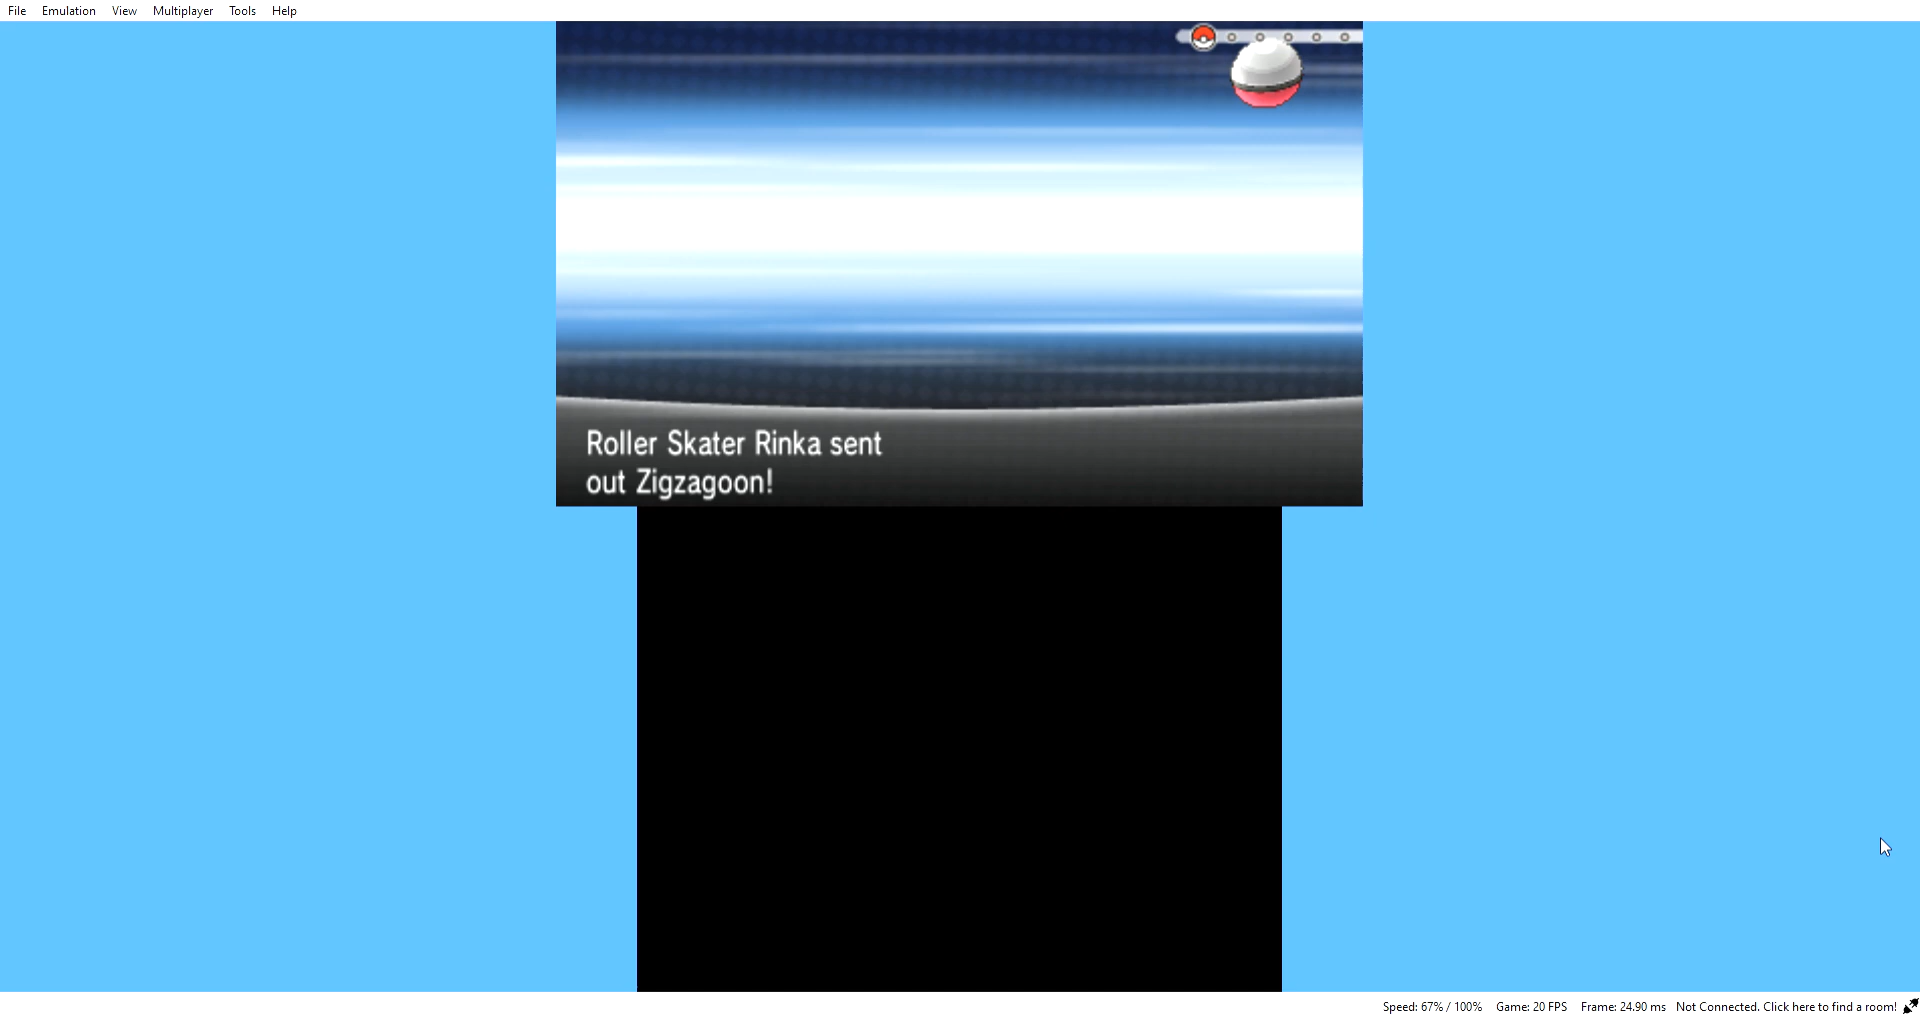 File Emulation View Multiplayer Tools Help
Roller Skater Rinka sent
out Zigzagoon!
Speed: 67% / 100% Game: 20 FPS Frame: 24.90 ms Not Connected. Click here to find a room!